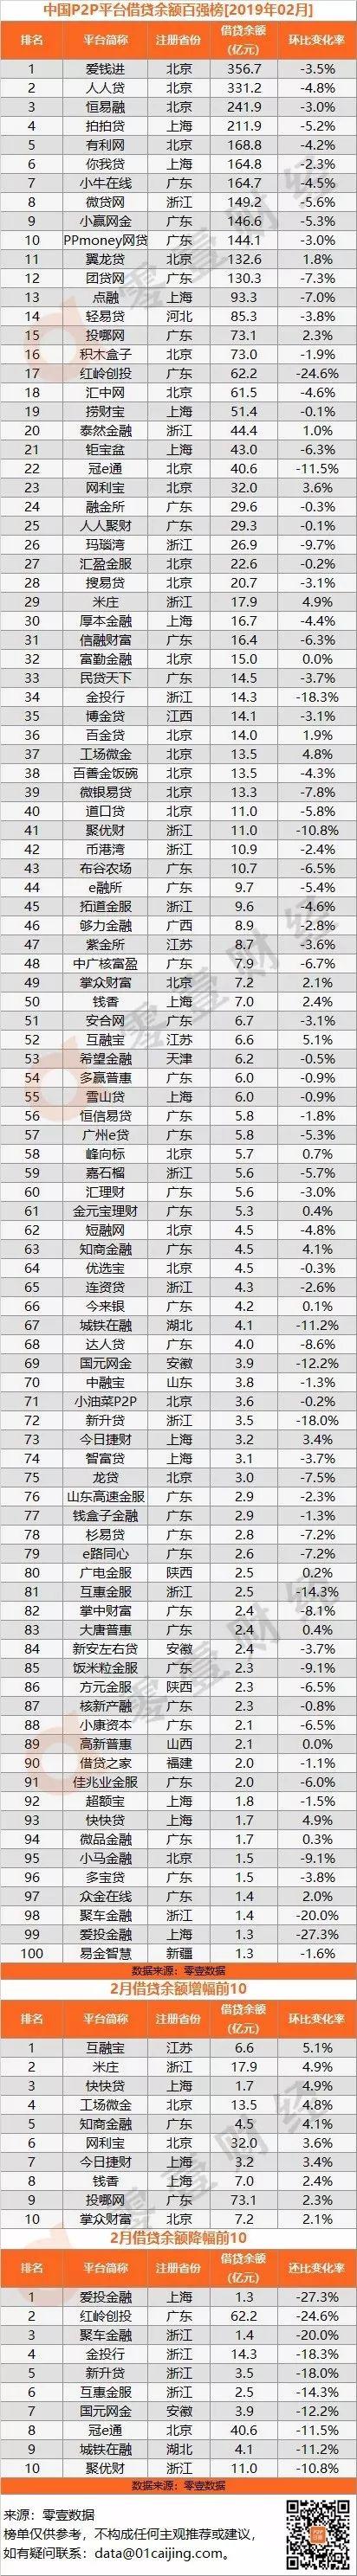 中国P2P平台借贷余额百强榜[2019年02月]
排名 平台简称 注册省份 借贷余额(亿元) 环比变化率
1 爱钱进 北京 356.7 -3.5%
2 人人贷 北京 331.2 -4.8%
3 恒易融 北京 241.9 -3.0%
4 拍拍贷 上海 211.9 -5.2%
5 有利网 北京 168.8 -4.2%
6 你我贷 上海 164.8 -2.3%
7 小牛在线 广东 164.7 -4.5%
8 微贷网 浙江 149.2 -5.6%
9 小赢网金 广东 146.6 -5.3%
10 PPmoney网贷 广东 144.1 -3.0%
11 翼龙贷 北京 132.6 1.8%
12 团贷网 广东 130.3 -7.3%
13 点融 上海 93.3 -7.0%
14 轻易贷 河北 85.3 -3.8%
15 投哪网 广东 73.1 2.3%
16 积木盒子 北京 73.0 -1.9%
17 红岭创投 广东 62.2 -24.6%
18 汇中网 北京 61.5 -4.6%
19 捞财宝 上海 51.4 -0.1%
20 泰然金融 浙江 44.4 1.0%
21 钜宝盆 上海 43.0 -6.3%
22 冠e通 北京 40.6 -11.5%
23 网利宝 北京 32.0 3.6%
24 融金所 广东 29.6 -0.3%
25 人人聚财 广东 29.3 -0.1%
26 玛瑙湾 浙江 26.9 -9.7%
27 汇盈金服 北京 22.6 -0.2%
28 搜易贷 北京 20.7 -3.1%
29 米庄 浙江 17.9 4.9%
30 厚本金融 上海 16.7 -4.4%
31 信融财富 广东 16.4 -6.3%
32 富勤金融 北京 15.0 0.0%
33 民贷天下 广东 14.5 -3.7%
34 金投行 浙江 14.3 -18.3%
35 博金贷 江西 14.1 -3.1%
36 百金贷 北京 14.0 1.9%
37 工场微金 北京 13.5 4.8%
38 百善金饭碗 北京 13.5 -4.3%
39 微银易贷 北京 13.3 -7.8%
40 道口贷 北京 11.0 -5.8%
41 聚优财 浙江 11.0 -10.8%
42 币港湾 浙江 10.9 -2.4%
43 布谷农场 广东 10.7 -6.5%
44 e融所 广东 9.7 -5.4%
45 拓道金服 浙江 9.6 -4.6%
46 够力金融 广西 8.9 -2.8%
47 紫金所 江苏 8.7 -3.6%
48 中广核富盈 广东 7.9 -6.7%
49 掌众财富 北京 7.2 2.1%
50 钱香 上海 7.0 2.4%
51 安合网 广东 6.7 -3.1%
52 互融宝 江苏 6.6 5.1%
53 希望金融 天津 6.2 -0.5%
54 多赢普惠 广东 6.0 -0.9%
55 雪山贷 上海 6.0 -0.9%
56 恒信易贷 广东 5.8 -1.8%
57 广州e贷 广东 5.8 -5.3%
58 峰向标 北京 5.7 0.7%
59 嘉石榴 浙江 5.6 -5.7%
60 汇理财 广东 5.6 -3.0%
61 金元宝理财 广东 5.3 0.4%
62 短融网 北京 4.5 -4.8%
63 知商金融 广东 4.5 4.1%
64 优选宝 北京 4.5 -0.3%
65 连资贷 浙江 4.3 -2.6%
66 今来银 广东 4.2 0.1%
67 城铁在融 湖北 4.1 -11.2%
68 达人贷 广东 4.0 -8.6%
69 国元网金 安徽 3.9 -12.2%
70 中融宝 山东 3.8 -1.3%
71 小油菜P2P 北京 3.6 -0.2%
72 新升贷 浙江 3.5 -18.0%
73 今日捷财 上海 3.2 3.4%
74 智富贷 上海 3.1 -3.7%
75 龙贷 北京 3.0 -7.5%
76 山东高速金服 广东 2.9 -2.3%
77 钱盒子金融 广东 2.9 -1.3%
78 杉易贷 广东 2.8 -7.2%
79 e路同心 广东 2.6 -7.2%
80 广电金服 陕西 2.5 0.2%
81 互惠金服 浙江 2.5 -14.3%
82 掌中财富 广东 2.4 -8.1%
83 大唐普惠 广东 2.4 0.4%
84 新安左右贷 安徽 2.4 -3.7%
85 饭米粒金服 广东 2.3 -9.1%
86 方元金服 陕西 2.3 -6.5%
87 核新产融 广东 2.3 -0.8%
88 小康资本 广东 2.1 -6.5%
89 高新普惠 山西 2.1 0.0%
90 借贷之家 福建 2.0 -1.1%
91 佳兆业金服 广东 2.0 -6.0%
92 超额宝 上海 1.8 -1.5%
93 快快贷 上海 1.7 4.9%
94 微品金融 广东 1.7 0.3%
95 小马金融 北京 1.5 -9.1%
96 多宝贷 广东 1.5 -3.8%
97 众金在线 广东 1.4 2.0%
98 聚车金融 浙江 1.4 -20.0%
99 爱投金融 上海 1.3 -27.3%
100 易金智慧 新疆 1.3 -1.6%
数据来源：零壹数据
2月借贷余额增幅前10
排名 平台简称 注册省份 借贷余额(亿元) 环比变化率
1 互融宝 江苏 6.6 5.1%
2 米庄 浙江 17.9 4.9%
3 快快贷 上海 1.7 4.9%
4 工场微金 北京 13.5 4.8%
5 知商金融 广东 4.5 4.1%
6 网利宝 北京 32.0 3.6%
7 今日捷财 上海 3.2 3.4%
8 钱香 上海 7.0 2.4%
9 投哪网 广东 73.1 2.3%
10 掌众财富 北京 7.2 2.1%
2月借贷余额降幅前10
排名 平台简称 注册省份 借贷余额(亿元) 环比变化率
1 爱投金融 上海 1.3 -27.3%
2 红岭创投 广东 62.2 -24.6%
3 聚车金融 浙江 1.4 -20.0%
4 金投行 浙江 14.3 -18.3%
5 新升贷 浙江 3.5 -18.0%
6 互惠金服 浙江 2.5 -14.3%
7 国元网金 安徽 3.9 -12.2%
8 冠e通 北京 40.6 -11.5%
9 城铁在融 湖北 4.1 -11.2%
10 聚优财 浙江 11.0 -10.8%
来源：零壹数据
榜单仅供参考，不构成任何主观推荐或建议，
如有疑问联系：data@01caijing.com。
零壹财经
零壹财经
零壹财经
零壹财经